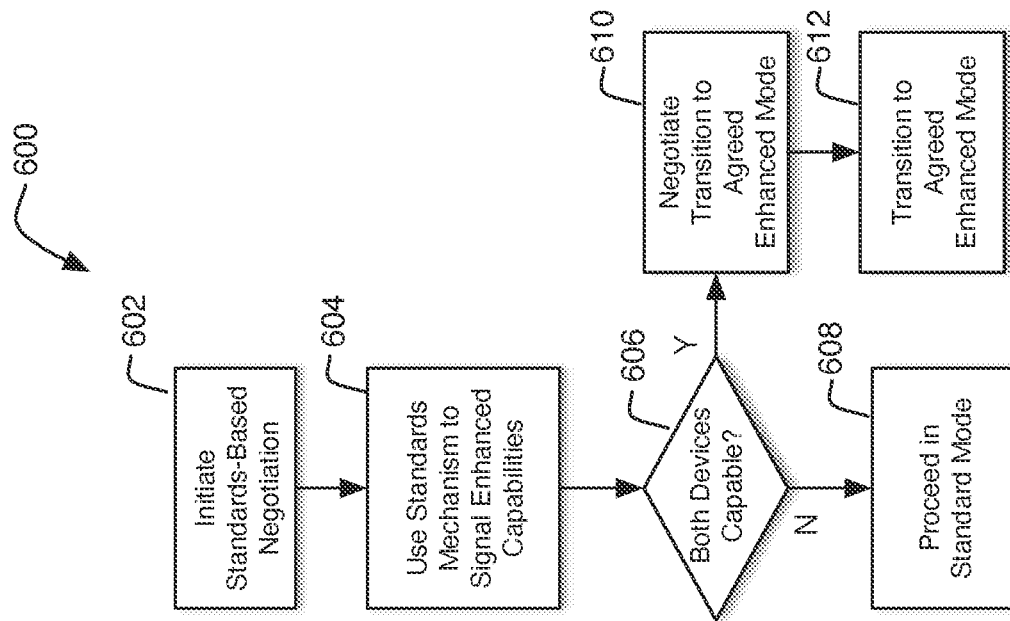 600
602
Initiate
Standards-Based
Negotiation
604
Use Standards
Mechanism to
Signal Enhanced
Capabilities
606
Both Devices
Capable?
Y
N
608
Proceed in
Standard Mode
610
Negotiate
Transition to
Agreed
Enhanced Mode
612
Transition to
Agreed
Enhanced Mode